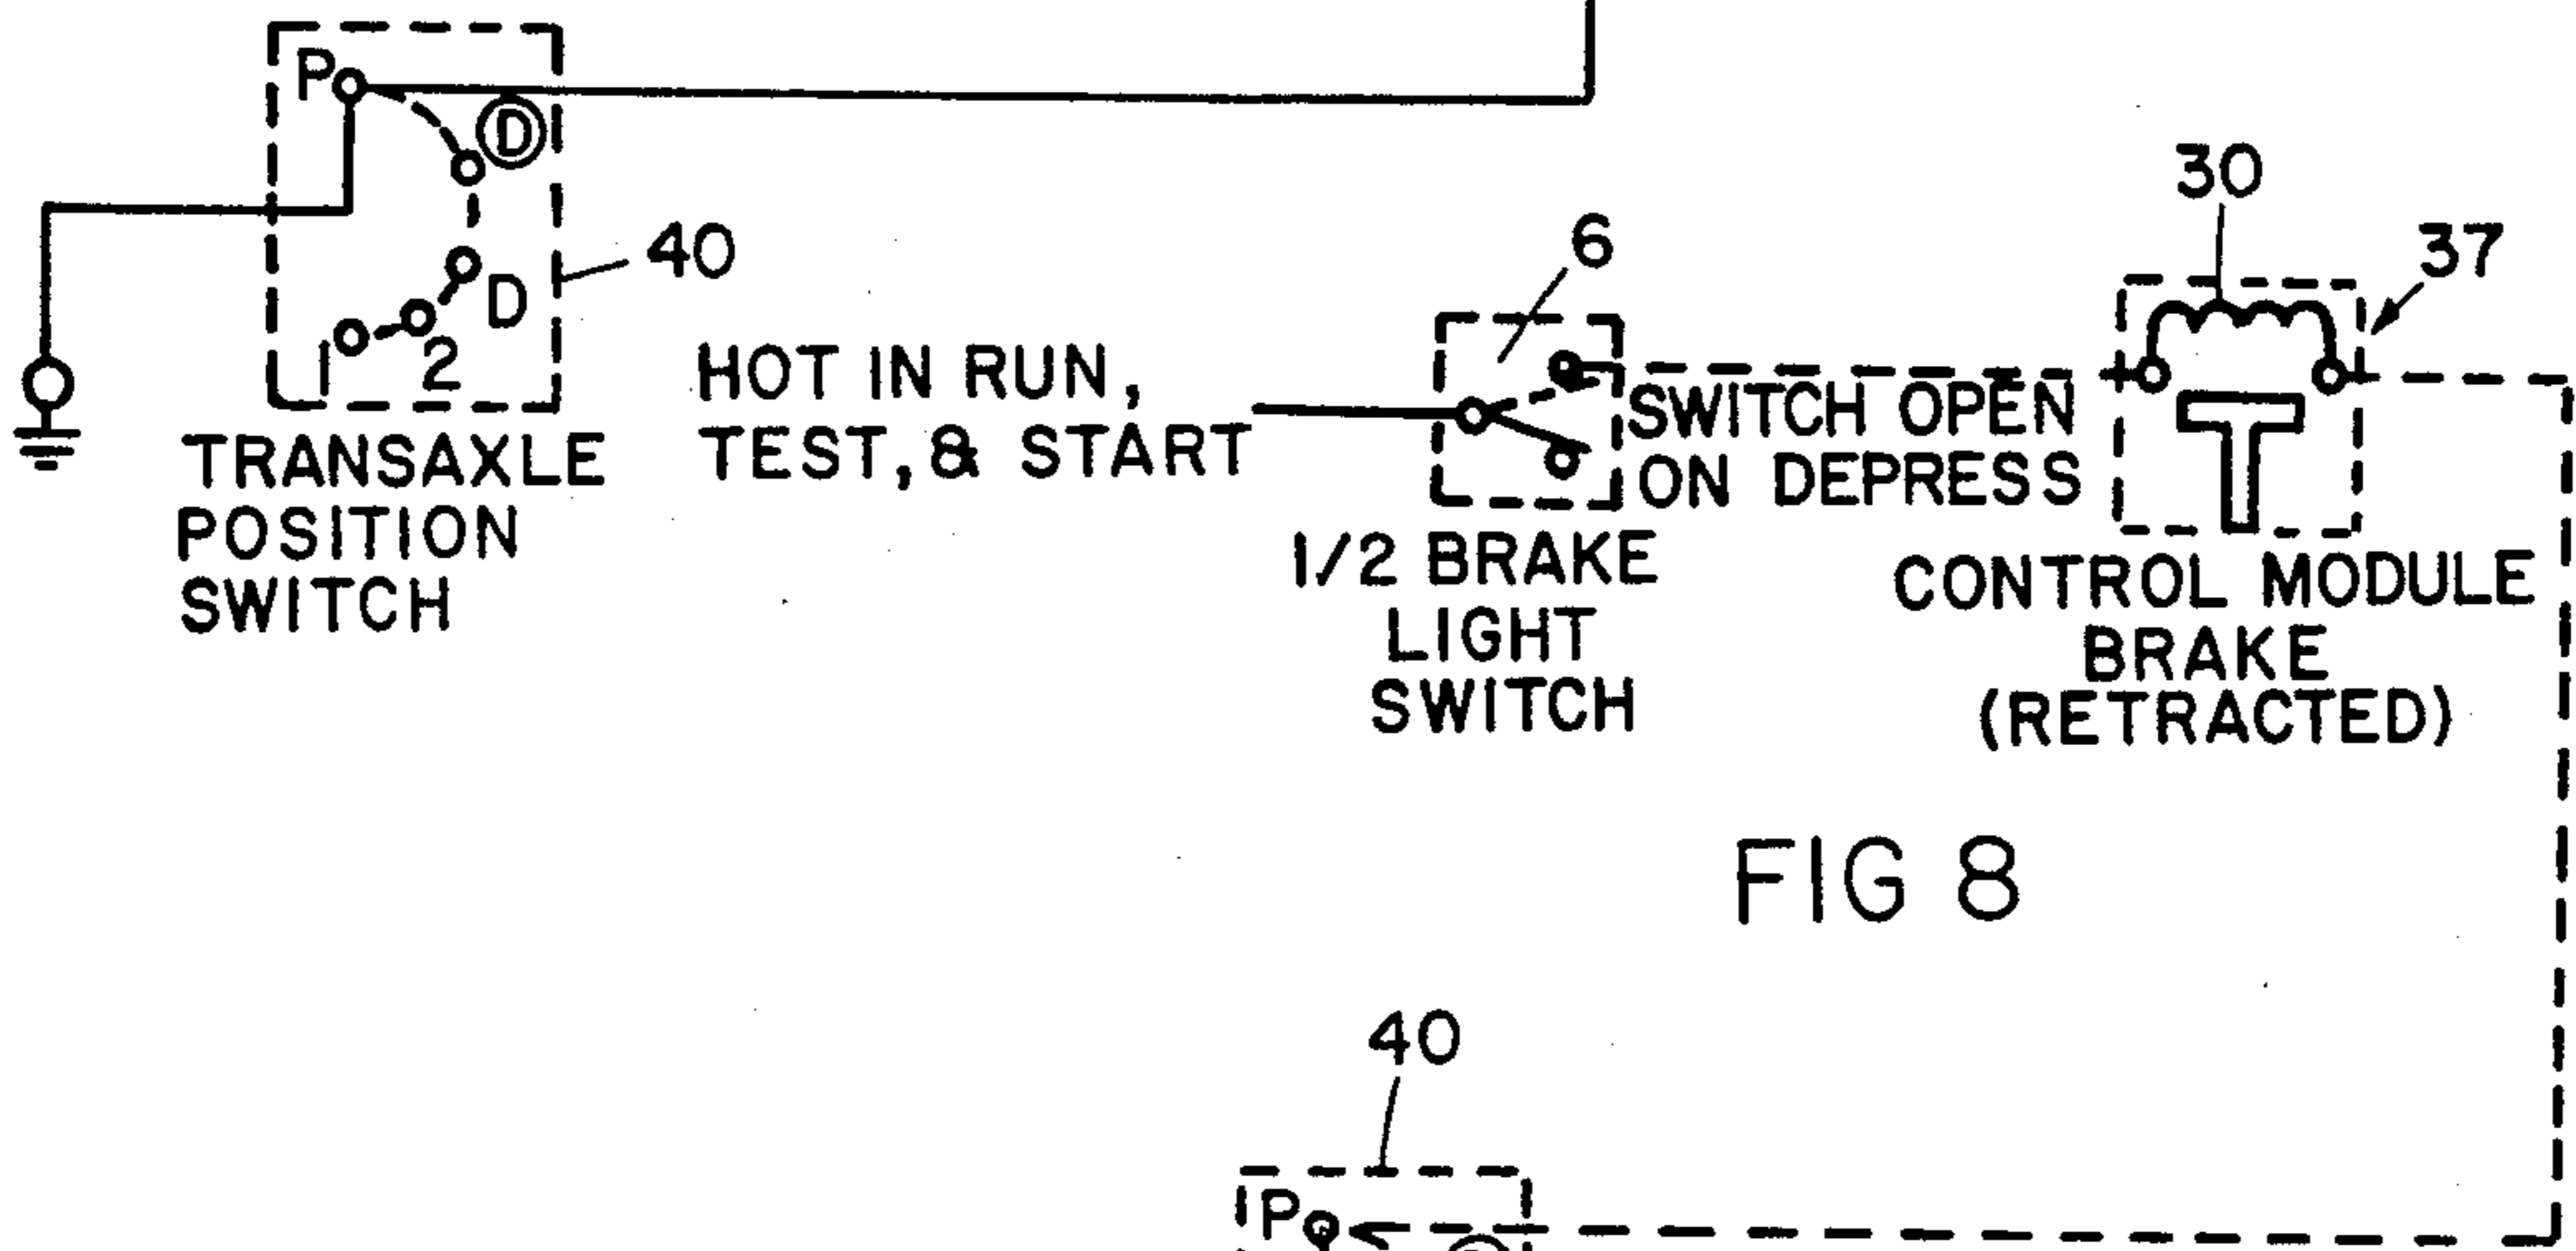 P
D
40
D
2
1
TRANSAXLE
POSITION
SWITCH
HOT IN RUN,
TEST, & START
6
SWITCH OPEN
ON DEPRESS
1/2 BRAKE
LIGHT
SWITCH
30
37
CONTROL MODULE
BRAKE
(RETRACTED)
FIG 8
40
P